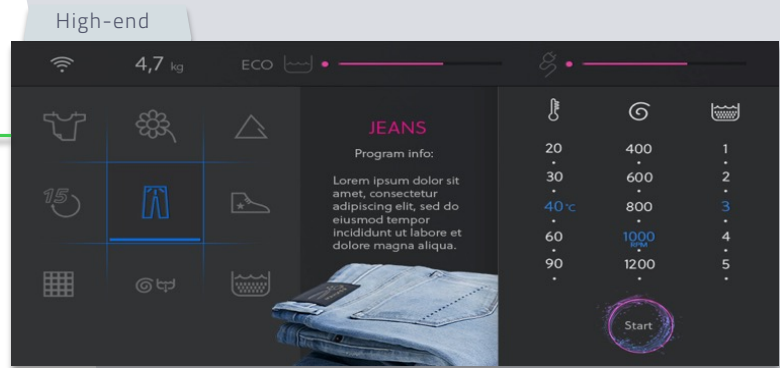 High-end
4,7 kg
ECO
15
JEANS
Program info:
Lorem ipsum dolor sit
amet, consectetur
adipiscing elit, sed do
eiusmod tempor
incididunt ut labore et
dolore magna aliqua.
20 400 1
30 600 2
40 °C 800 3
60 1000 4
RPM
90 1200 5
Start